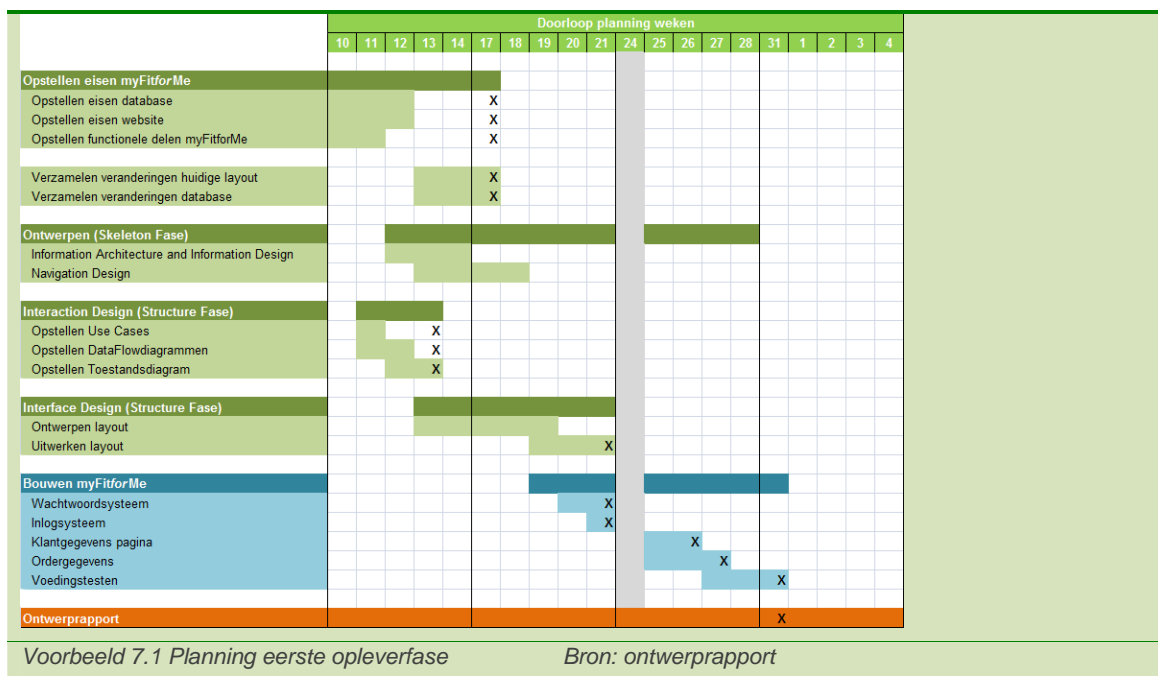 Doorloop planning weken
10 11 12 13 14 17 18 19 20 21 24 25 26 27 28 31 1 2 3 4
Opstellen eisen myFitforMe
Opstellen eisen database X
Opstellen eisen website X
Opstellen functionele delen myFitforMe X
Verzamelen veranderingen huidige layout X
Verzamelen veranderingen database X
Ontwerpen (Skeleton Fase)
Information Architecture and Information Design
Navigation Design
Interaction Design (Structure Fase)
Opstellen Use Cases X
Opstellen DataFlowdiagrammen X
Opstellen Toestandsdiagram X
Interface Design (Structure Fase)
Ontwerpen layout
Uitwerken layout X
Bouwen myFitforMe
Wachtwoordsysteem X
Inlogsysteem X
Klantgegevens pagina X
Ordergegevens X
Voedingstesten X
Ontwerprapport X
Voorbeeld 7.1 Planning eerste opleverfase Bron: ontwerprapport